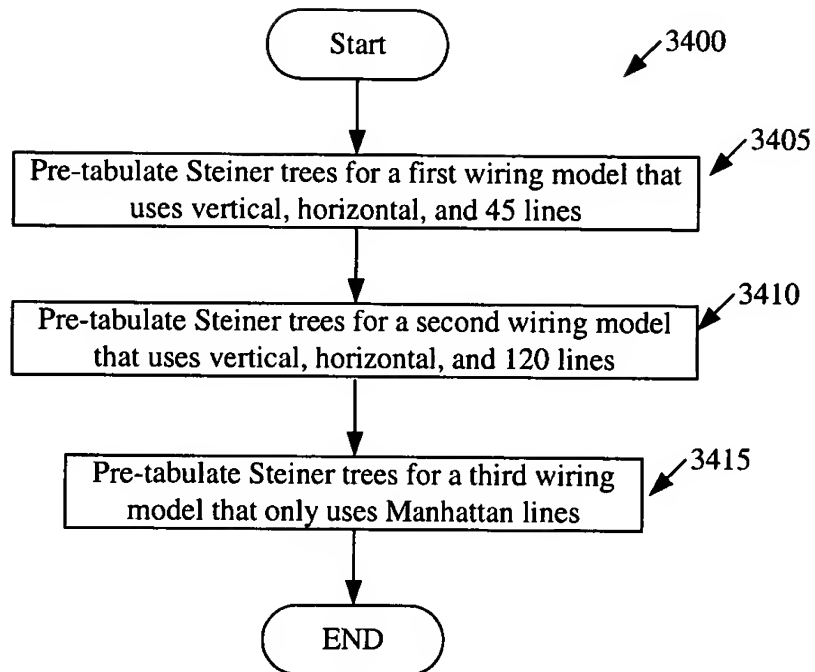 Start
3400
3405
Pre-tabulate Steiner trees for a first wiring model that
uses vertical, horizontal, and 45 lines
3410
Pre-tabulate Steiner trees for a second wiring model
that uses vertical, horizontal, and 120 lines
3415
Pre-tabulate Steiner trees for a third wiring
model that only uses Manhattan lines
END